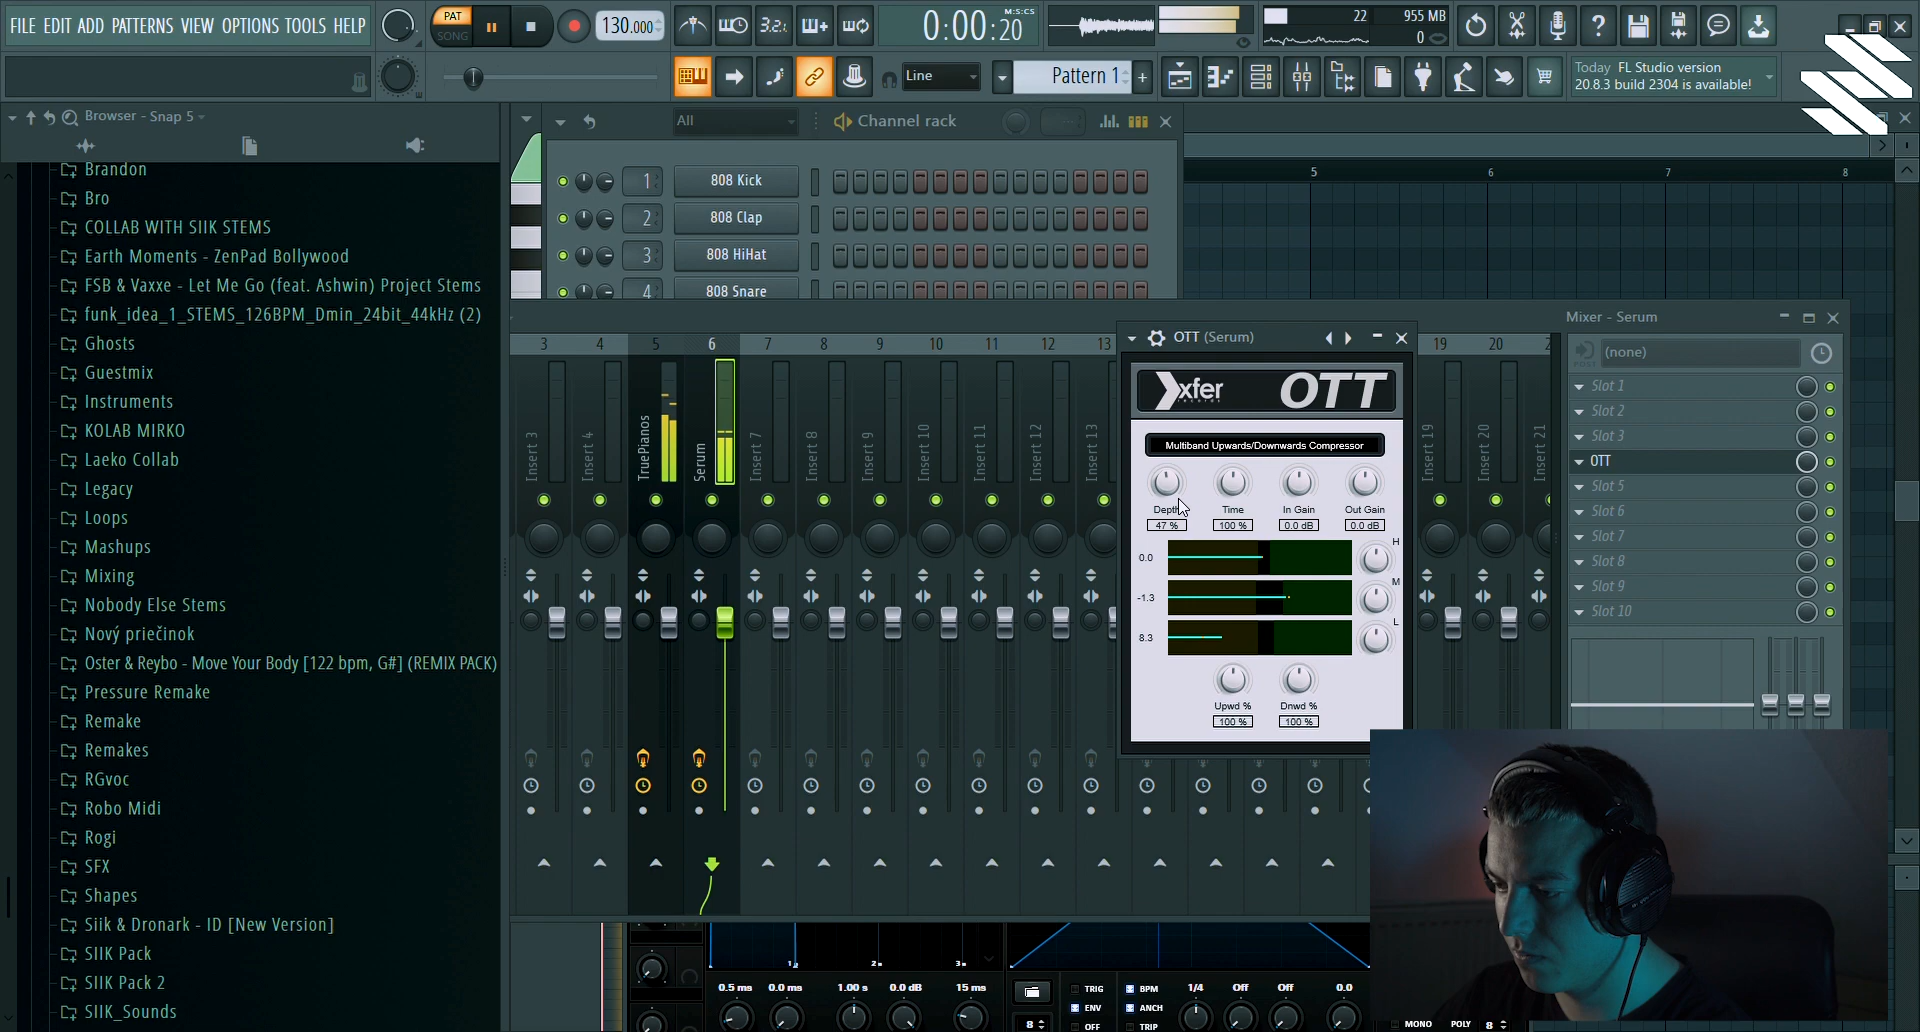 FILE EDIT ADD PATTERNS VIEW OPTIONS TOOLS HELP
PAT
SONG
130.000
3.2.1
0:00:20
M:S:CS
22
955 MB
0
Line
Pattern 1
Today FL Studio version
20.8.3 build 2304 is available!
Browser - Snap 5
Brandon
Bro
COLLAB WITH SIIK STEMS
Earth Moments - ZenPad Bollywood
FSB & Vaxxe - Let Me Go (feat. Ashwin) Project Stems
funk_idea_1_STEMS_126BPM_Dmin_24bit_44kHz (2)
Ghosts
Guestmix
Instruments
KOLAB MIRKO
Laeko Collab
Legacy
Loops
Mashups
Mixing
Nobody Else Stems
Nový priečinok
Oster & Reybo - Move Your Body [122 bpm, G#] (REMIX PACK)
Pressure Remake
Remake
Remakes
RGvoc
Robo Midi
Rogi
SFX
Shapes
Siik & Dronark - ID [New Version]
SIIK Pack
SIIK Pack 2
SIIK_Sounds
All
Channel rack
1 808 Kick
2 808 Clap
3 808 HiHat
4 808 Snare
5 6 7 8
3 4 5 6 7 8 9 10 11 12 13 19 20
Insert 3
Insert 4
TruePianos
Serum
Insert 7
Insert 8
Insert 9
Insert 10
Insert 11
Insert 12
Insert 13
Insert 19
Insert 20
Insert 21
OTT (Serum)
xfer
records
OTT
Multiband Upwards/Downwards Compressor
Depth Time In Gain Out Gain
47 % 100 % 0.0 dB 0.0 dB
0.0 H
-1.3 M
8.3 L
Upwd % Dnwd %
100 % 100 %
Mixer - Serum
(none)
POST
Slot 1
Slot 2
Slot 3
OTT
Slot 5
Slot 6
Slot 7
Slot 8
Slot 9
Slot 10
0.5 ms 0.0 ms 1.00 s 0.0 dB 15 ms
TRIG BPM 1/4 Off Off 0.0
ENV ANCH
8 OFF TRIP
MONO POLY 8